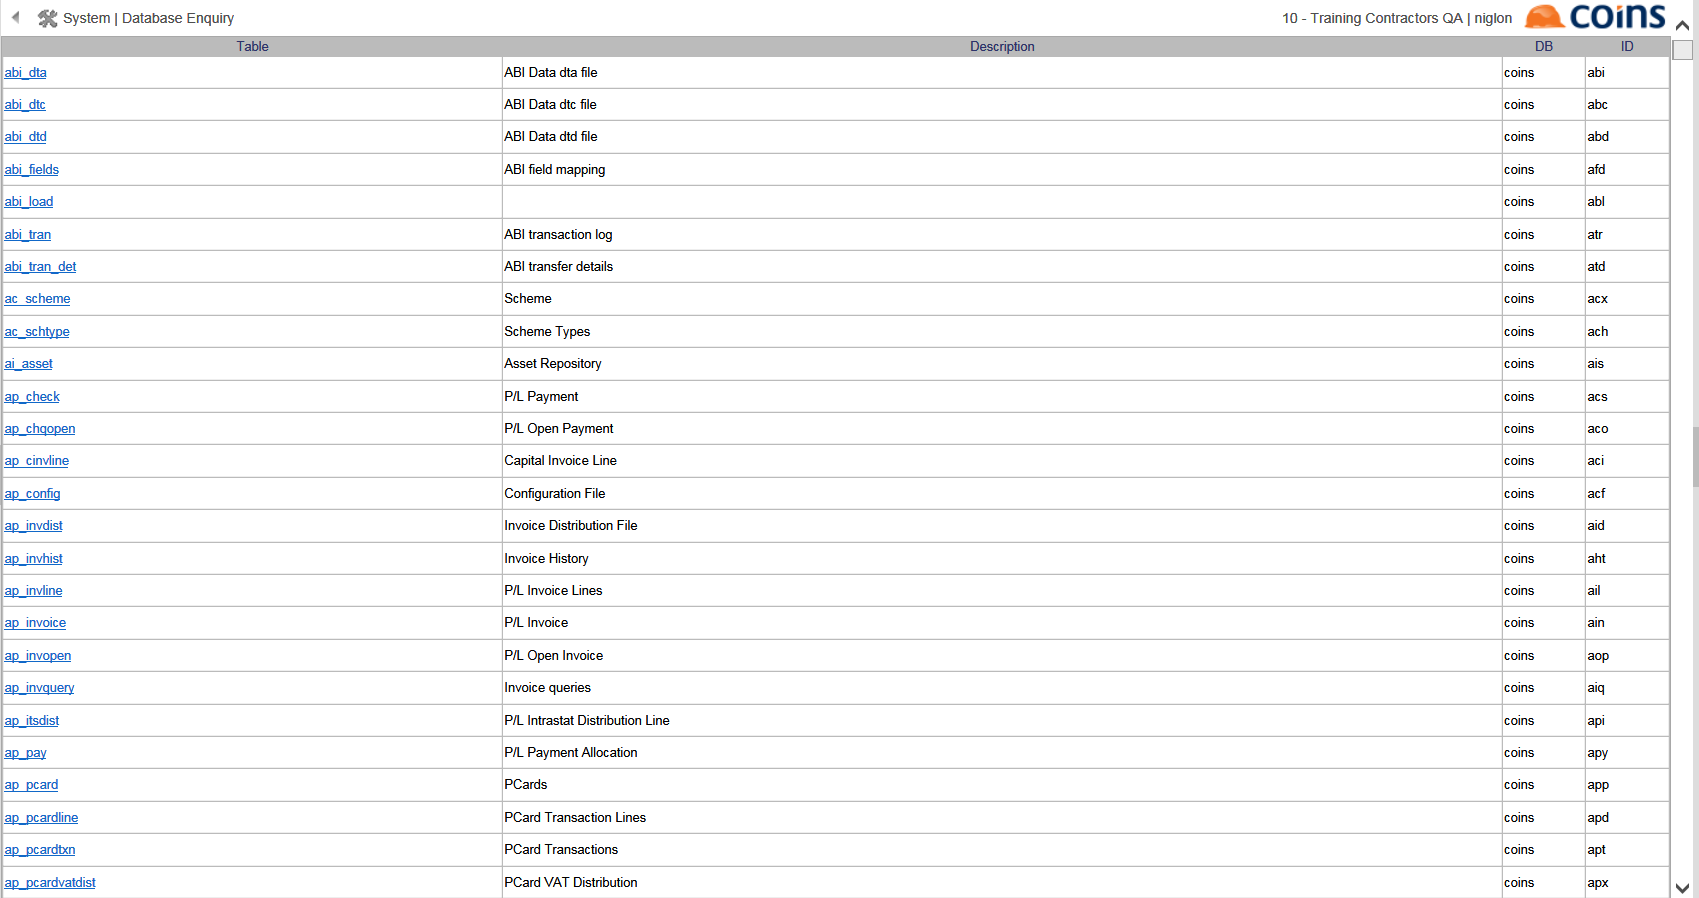 System | Database Enquiry 10 - Training Contractors QA | niglon coins
Table Description DB ID
abi_dta ABI Data dta file coins abi
abi_dtc ABI Data dtc file coins abc
abi_dtd ABI Data dtd file coins abd
abi_fields ABI field mapping coins afd
abi_load coins abl
abi_tran ABI transaction log coins atr
abi_tran_det ABI transfer details coins atd
ac_scheme Scheme coins acx
ac_schtype Scheme Types coins ach
ai_asset Asset Repository coins ais
ap_check P/L Payment coins acs
ap_chqopen P/L Open Payment coins aco
ap_cinvline Capital Invoice Line coins aci
ap_config Configuration File coins acf
ap_invdist Invoice Distribution File coins aid
ap_invhist Invoice History coins aht
ap_invline P/L Invoice Lines coins ail
ap_invoice P/L Invoice coins ain
ap_invopen P/L Open Invoice coins aop
ap_invquery Invoice queries coins aiq
ap_itsdist P/L Intrastat Distribution Line coins api
ap_pay P/L Payment Allocation coins apy
ap_pcard PCards coins app
ap_pcardline PCard Transaction Lines coins apd
ap_pcardtxn PCard Transactions coins apt
ap_pcardvatdist PCard VAT Distribution coins apx